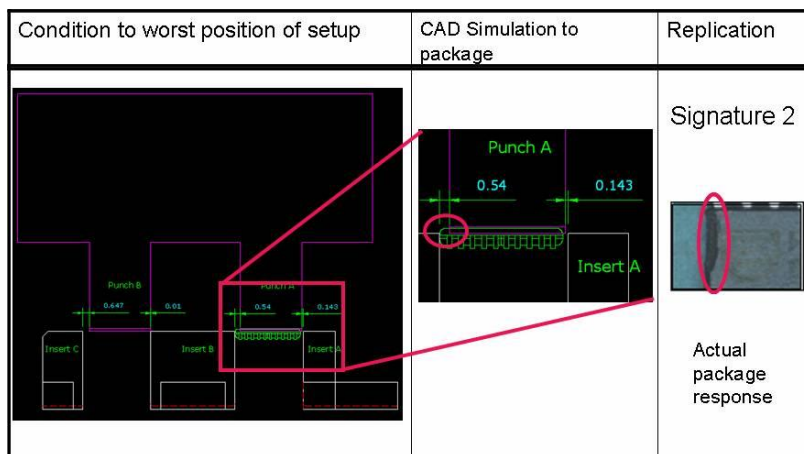 Condition to worst position of setup
CAD Simulation to
package
Replication
Punch B
Punch A
0.647
0.01
0.54
0.143
Insert C
Insert B
Insert A
Punch A
0.54
0.143
Insert A
Signature 2
Actual
package
response